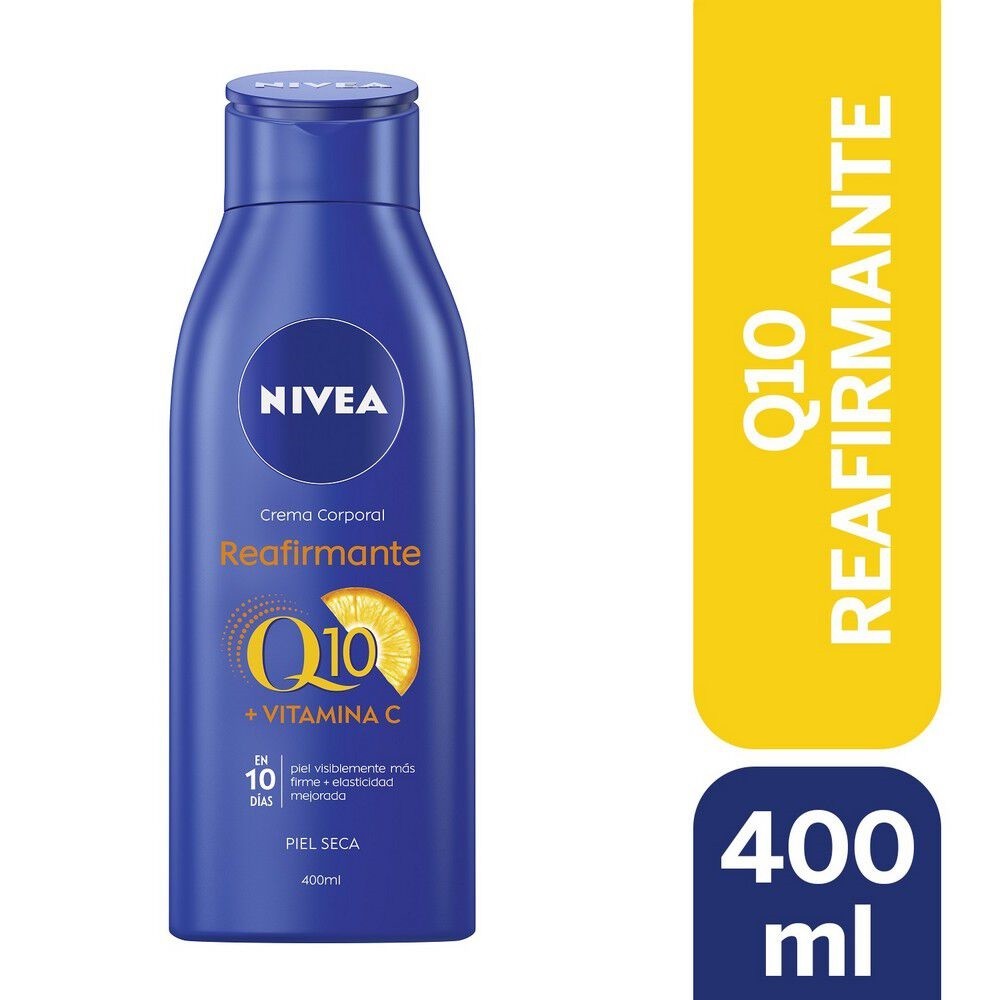 NIVEA
NIVEA
Crema Corporal
Reafirmante
Q10
+ VITAMINA C
EN
10
DÍAS
piel visiblemente más
firme + elasticidad
mejorada
PIEL SECA
400ml
Q10
REAFIRMANTE
400
ml